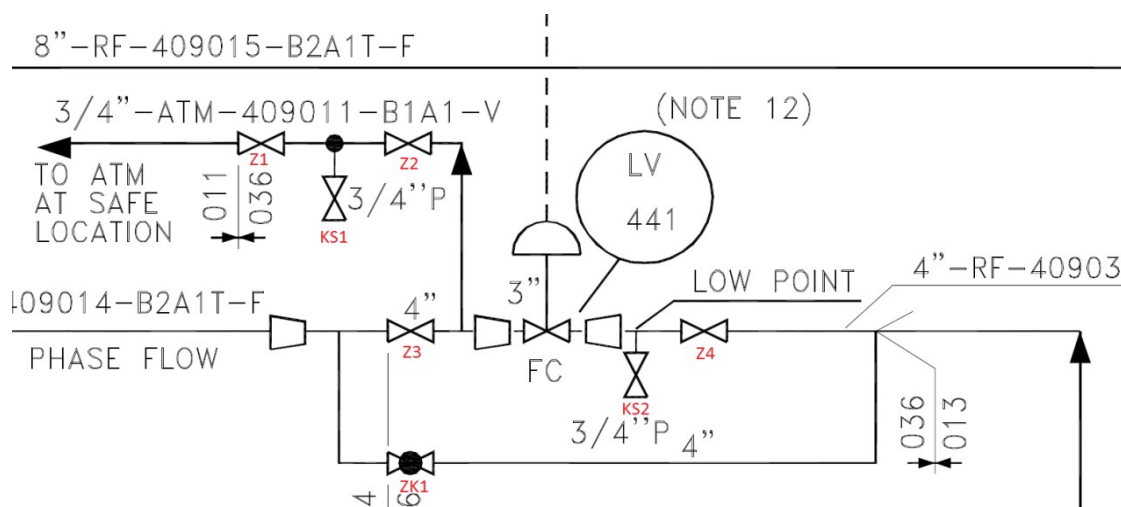 8"-RF-409015-B2A1T-F
3/4"-ATM-409011-B1A1-V
(NOTE 12)
Z1
Z2
TO ATM
AT SAFE
LOCATION
011
036
3/4''P
KS1
LV
441
409014-B2A1T-F
4"
3"
LOW POINT
4"-RF-40903
PHASE FLOW
Z3
FC
Z4
KS2
3/4''P
4"
036
013
ZK1
4
6